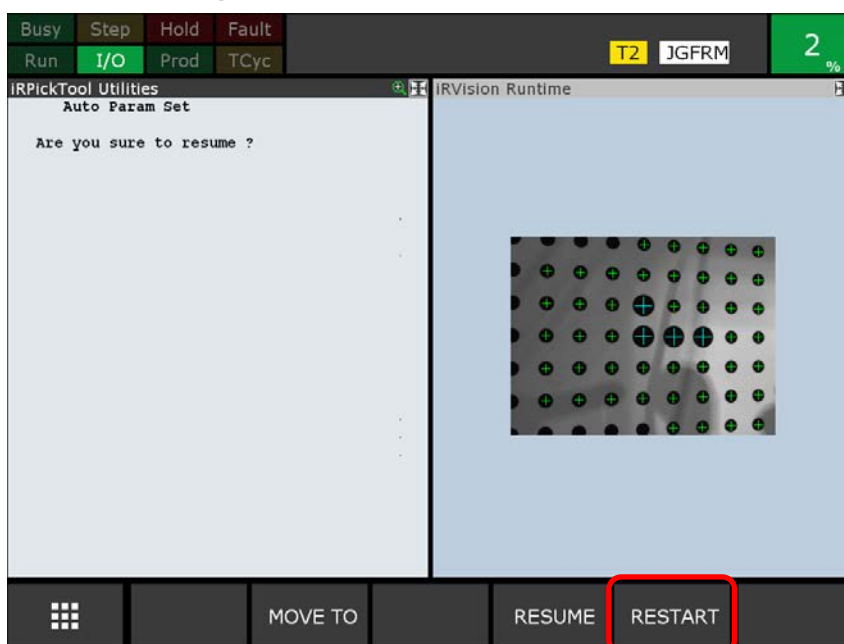 Busy Step Hold Fault
Run I/O Prod TCyc
T2 JGFRM
2 %
iRPickTool Utilities
iRVision Runtime
Auto Param Set
Are you sure to resume ?
MOVE TO RESUME RESTART